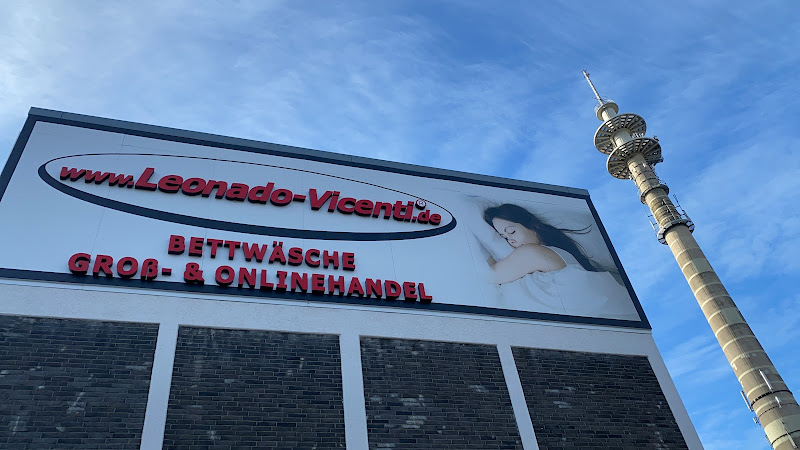 www.Leonado-Vicenti.de
BETTWÄSCHE
GROß- & ONLINEHANDEL